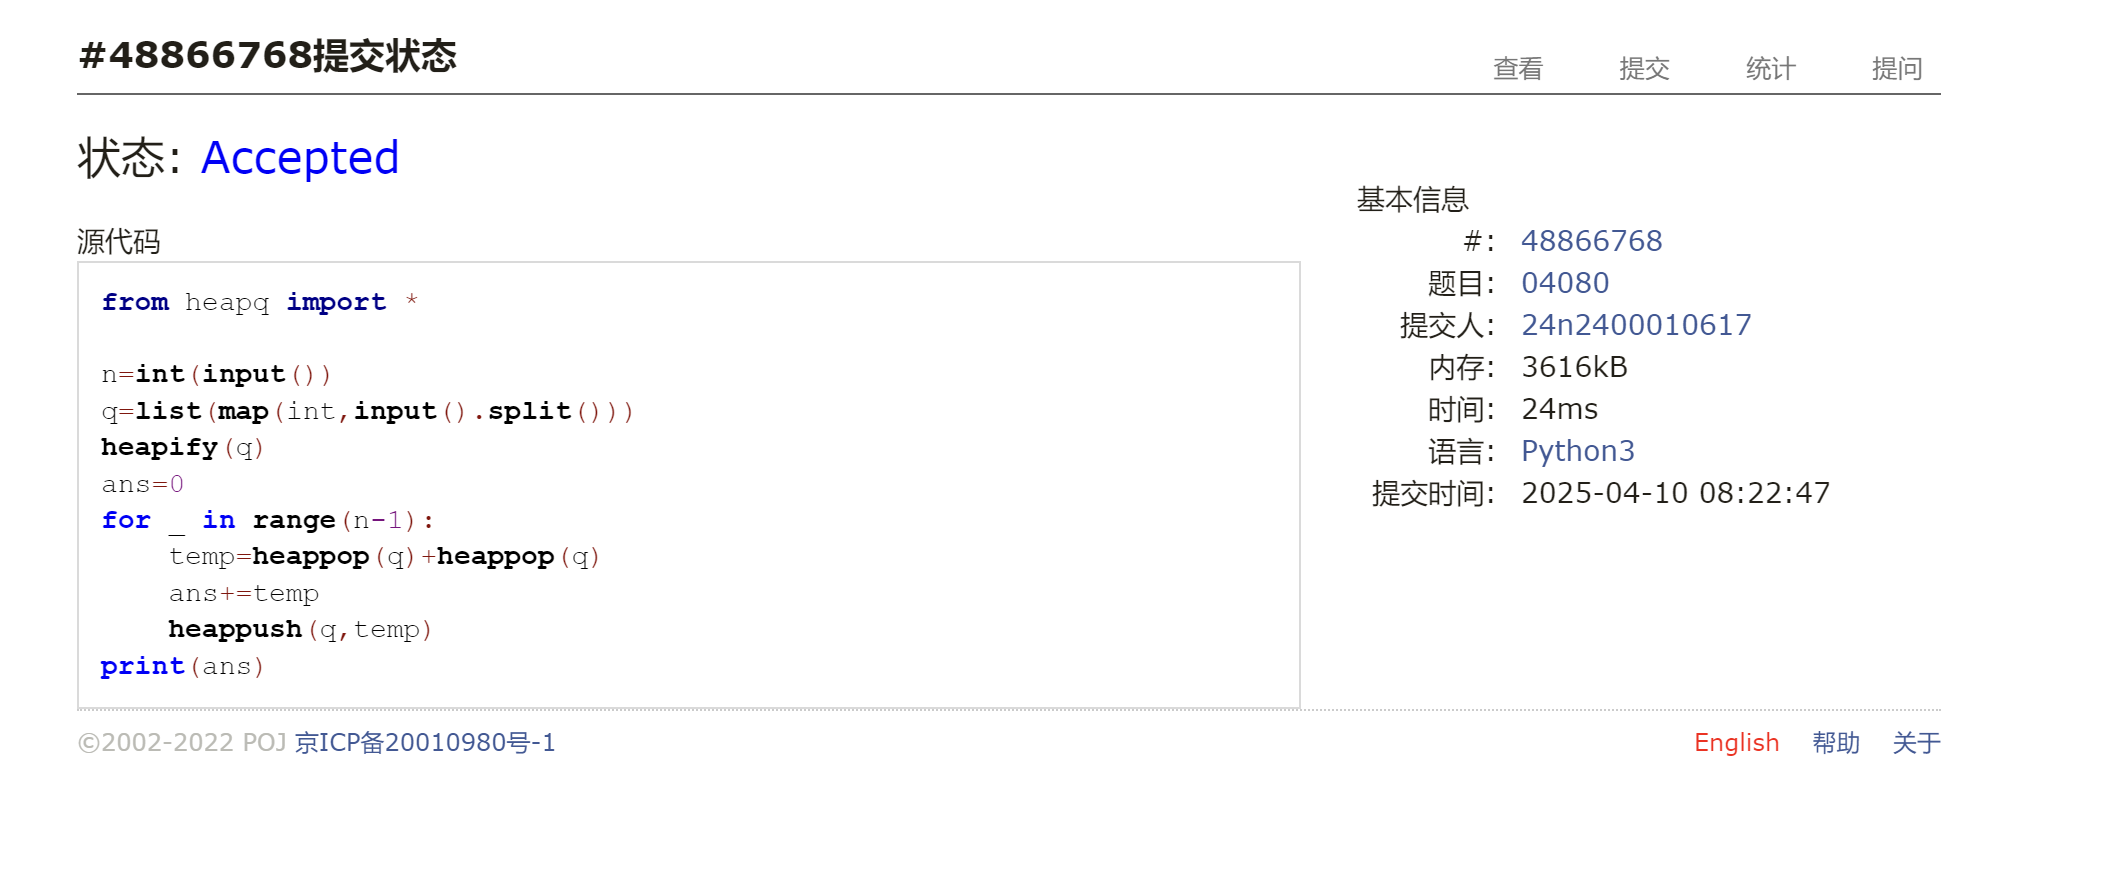 #48866768提交状态
查看 提交 统计 提问
状态: Accepted
源代码
from heapq import *
n=int(input())
q=list(map(int,input().split()))
heapify(q)
ans=0
for _ in range(n-1):
    temp=heappop(q)+heappop(q)
    ans+=temp
    heappush(q,temp)
print(ans)
基本信息
#: 48866768
题目: 04080
提交人: 24n2400010617
内存: 3616kB
时间: 24ms
语言: Python3
提交时间: 2025-04-10 08:22:47
©2002-2022 POJ 京ICP备20010980号-1
English 帮助 关于